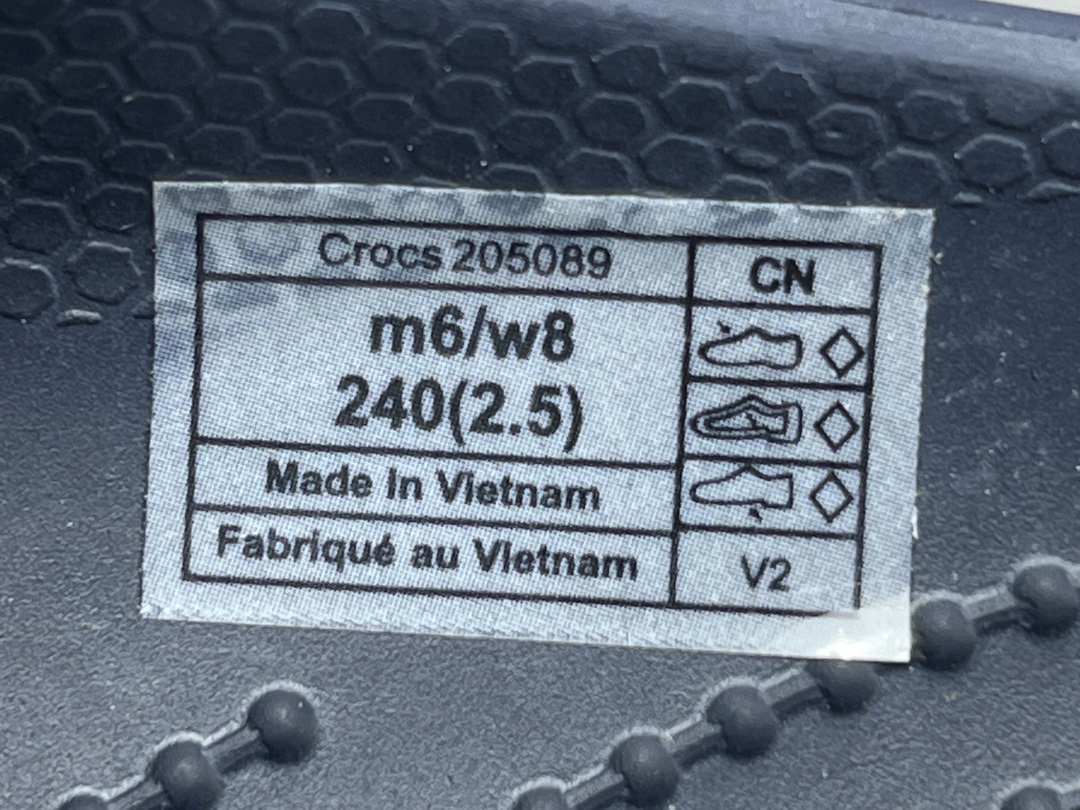 Crocs 205089
CN
m6/w8
240(2.5)
Made In Vietnam
Fabriqué au Vietnam
V2